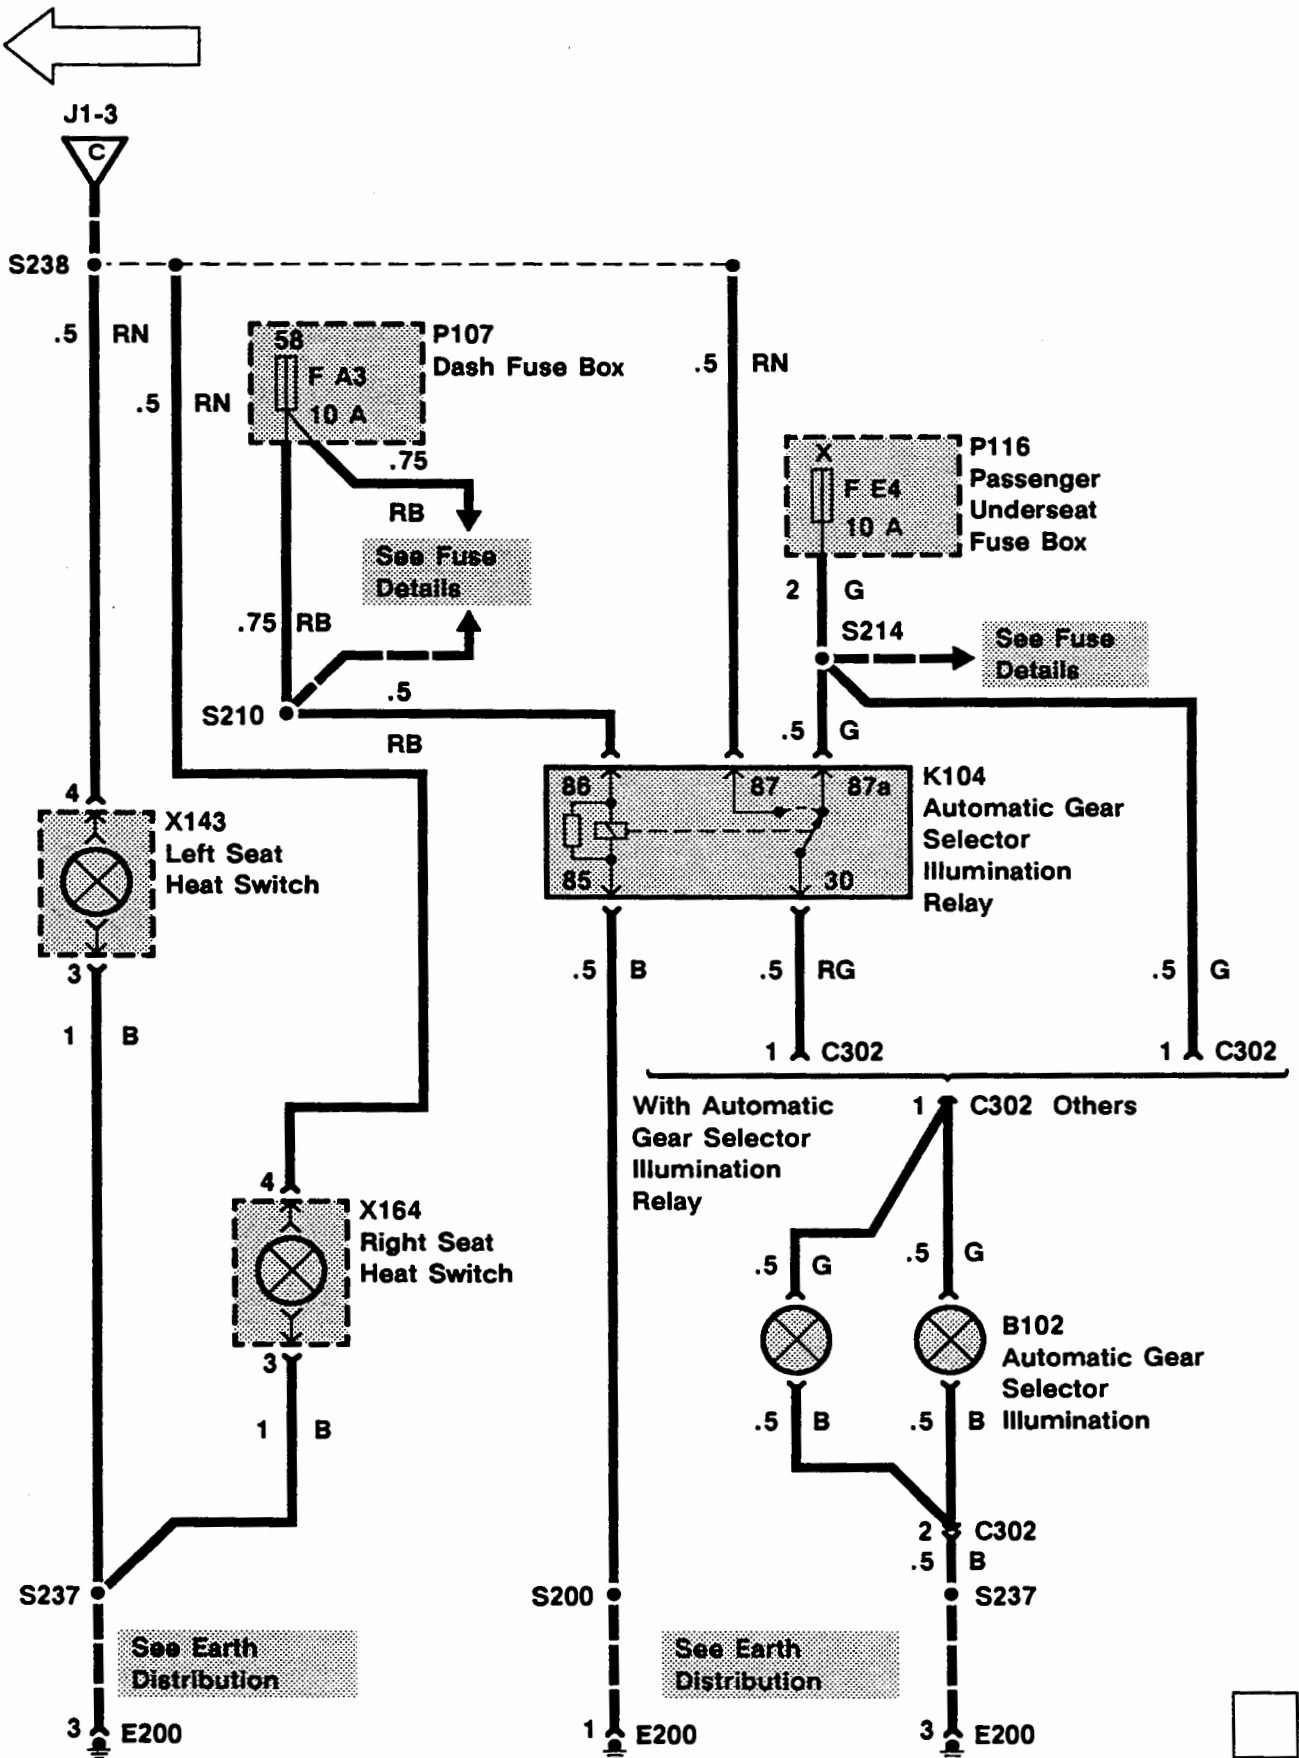 J1-3
C
S238
.5 RN
.5 RN
58
F A3
10 A
P107
Dash Fuse Box
.5 RN
.75
RB
See Fuse
Details
X
F E4
10 A
P116
Passenger
Underseat
Fuse Box
2 G
S214
See Fuse
Details
.75 RB
.5
S210
RB
.5 G
4
X143
Left Seat
Heat Switch
3
1 B
86
87
87a
85
30
K104
Automatic Gear
Selector
Illumination
Relay
.5 B
.5 RG
.5 G
1 C302
1 C302
With Automatic
Gear Selector
Illumination
Relay
1 C302 Others
4
X164
Right Seat
Heat Switch
3
1 B
.5 G
.5 G
B102
Automatic Gear
Selector
Illumination
.5 B
.5 B
2 C302
.5 B
S237
S200
S237
See Earth
Distribution
See Earth
Distribution
3 E200
1 E200
3 E200